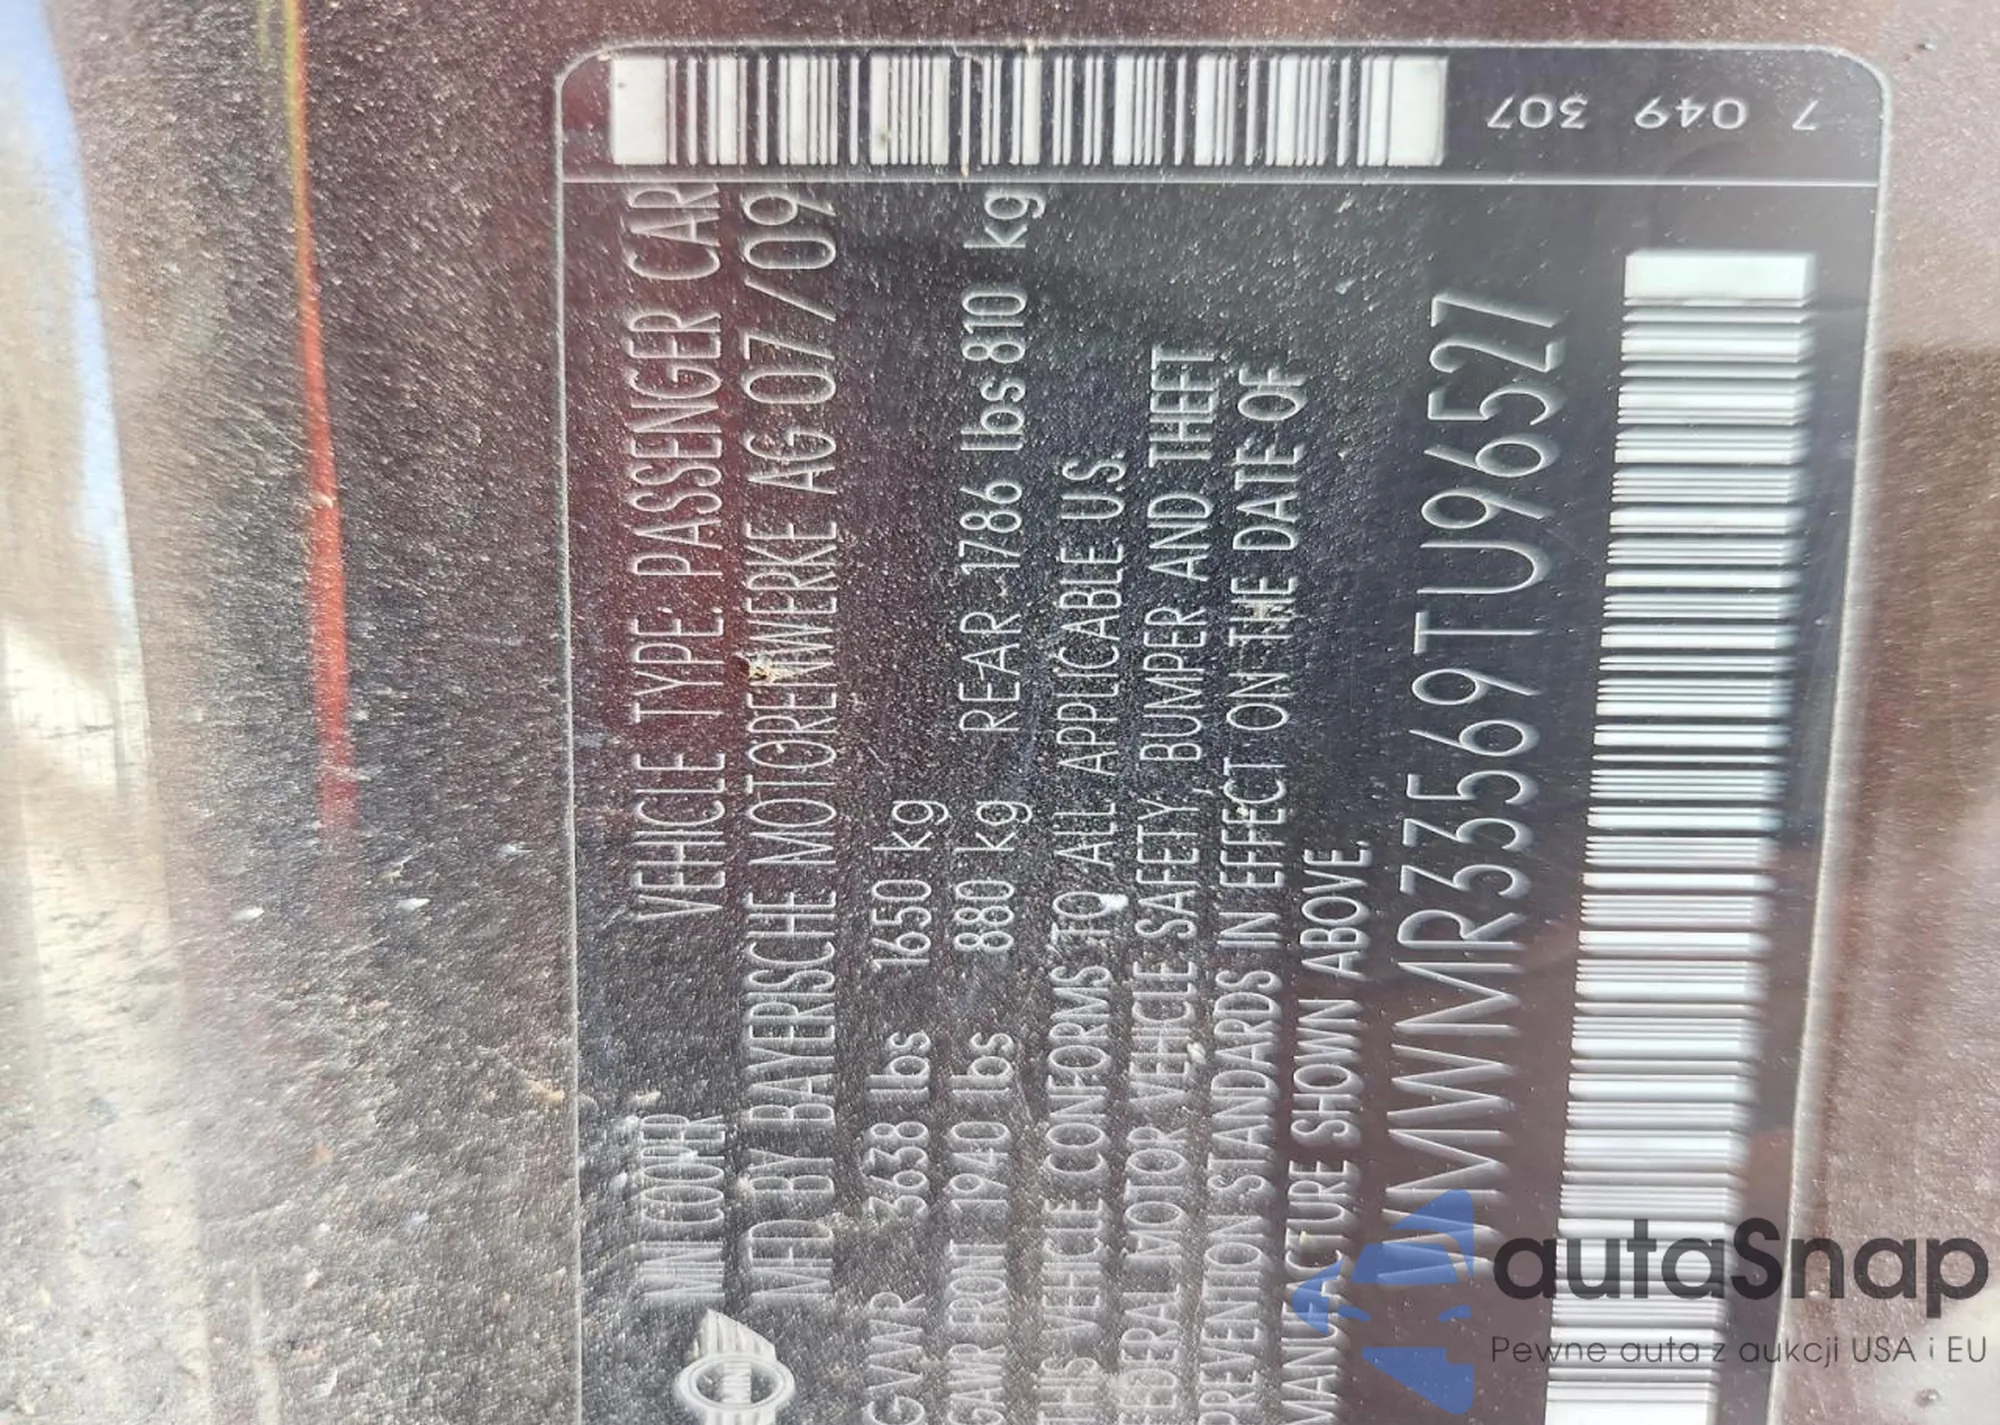 MINI COOPER VEHICLE TYPE: PASSENGER CAR
MFD BY BAYERISCHE MOTORENWERKE AG 07/09
GVWR 3638 lbs 1650 kg
GAWR FRONT 1940 lbs 880 kg REAR 1786 lbs 810 kg
THIS VEHICLE CONFORMS TO ALL APPLICABLE U.S.
FEDERAL MOTOR VEHICLE SAFETY, BUMPER AND THEFT
PREVENTION STANDARDS IN EFFECT ON THE DATE OF
MANUFACTURE SHOWN ABOVE.
WMWMR33569TU96527
7 049 307
autaSnap
Pewne auta z aukcji USA i EU